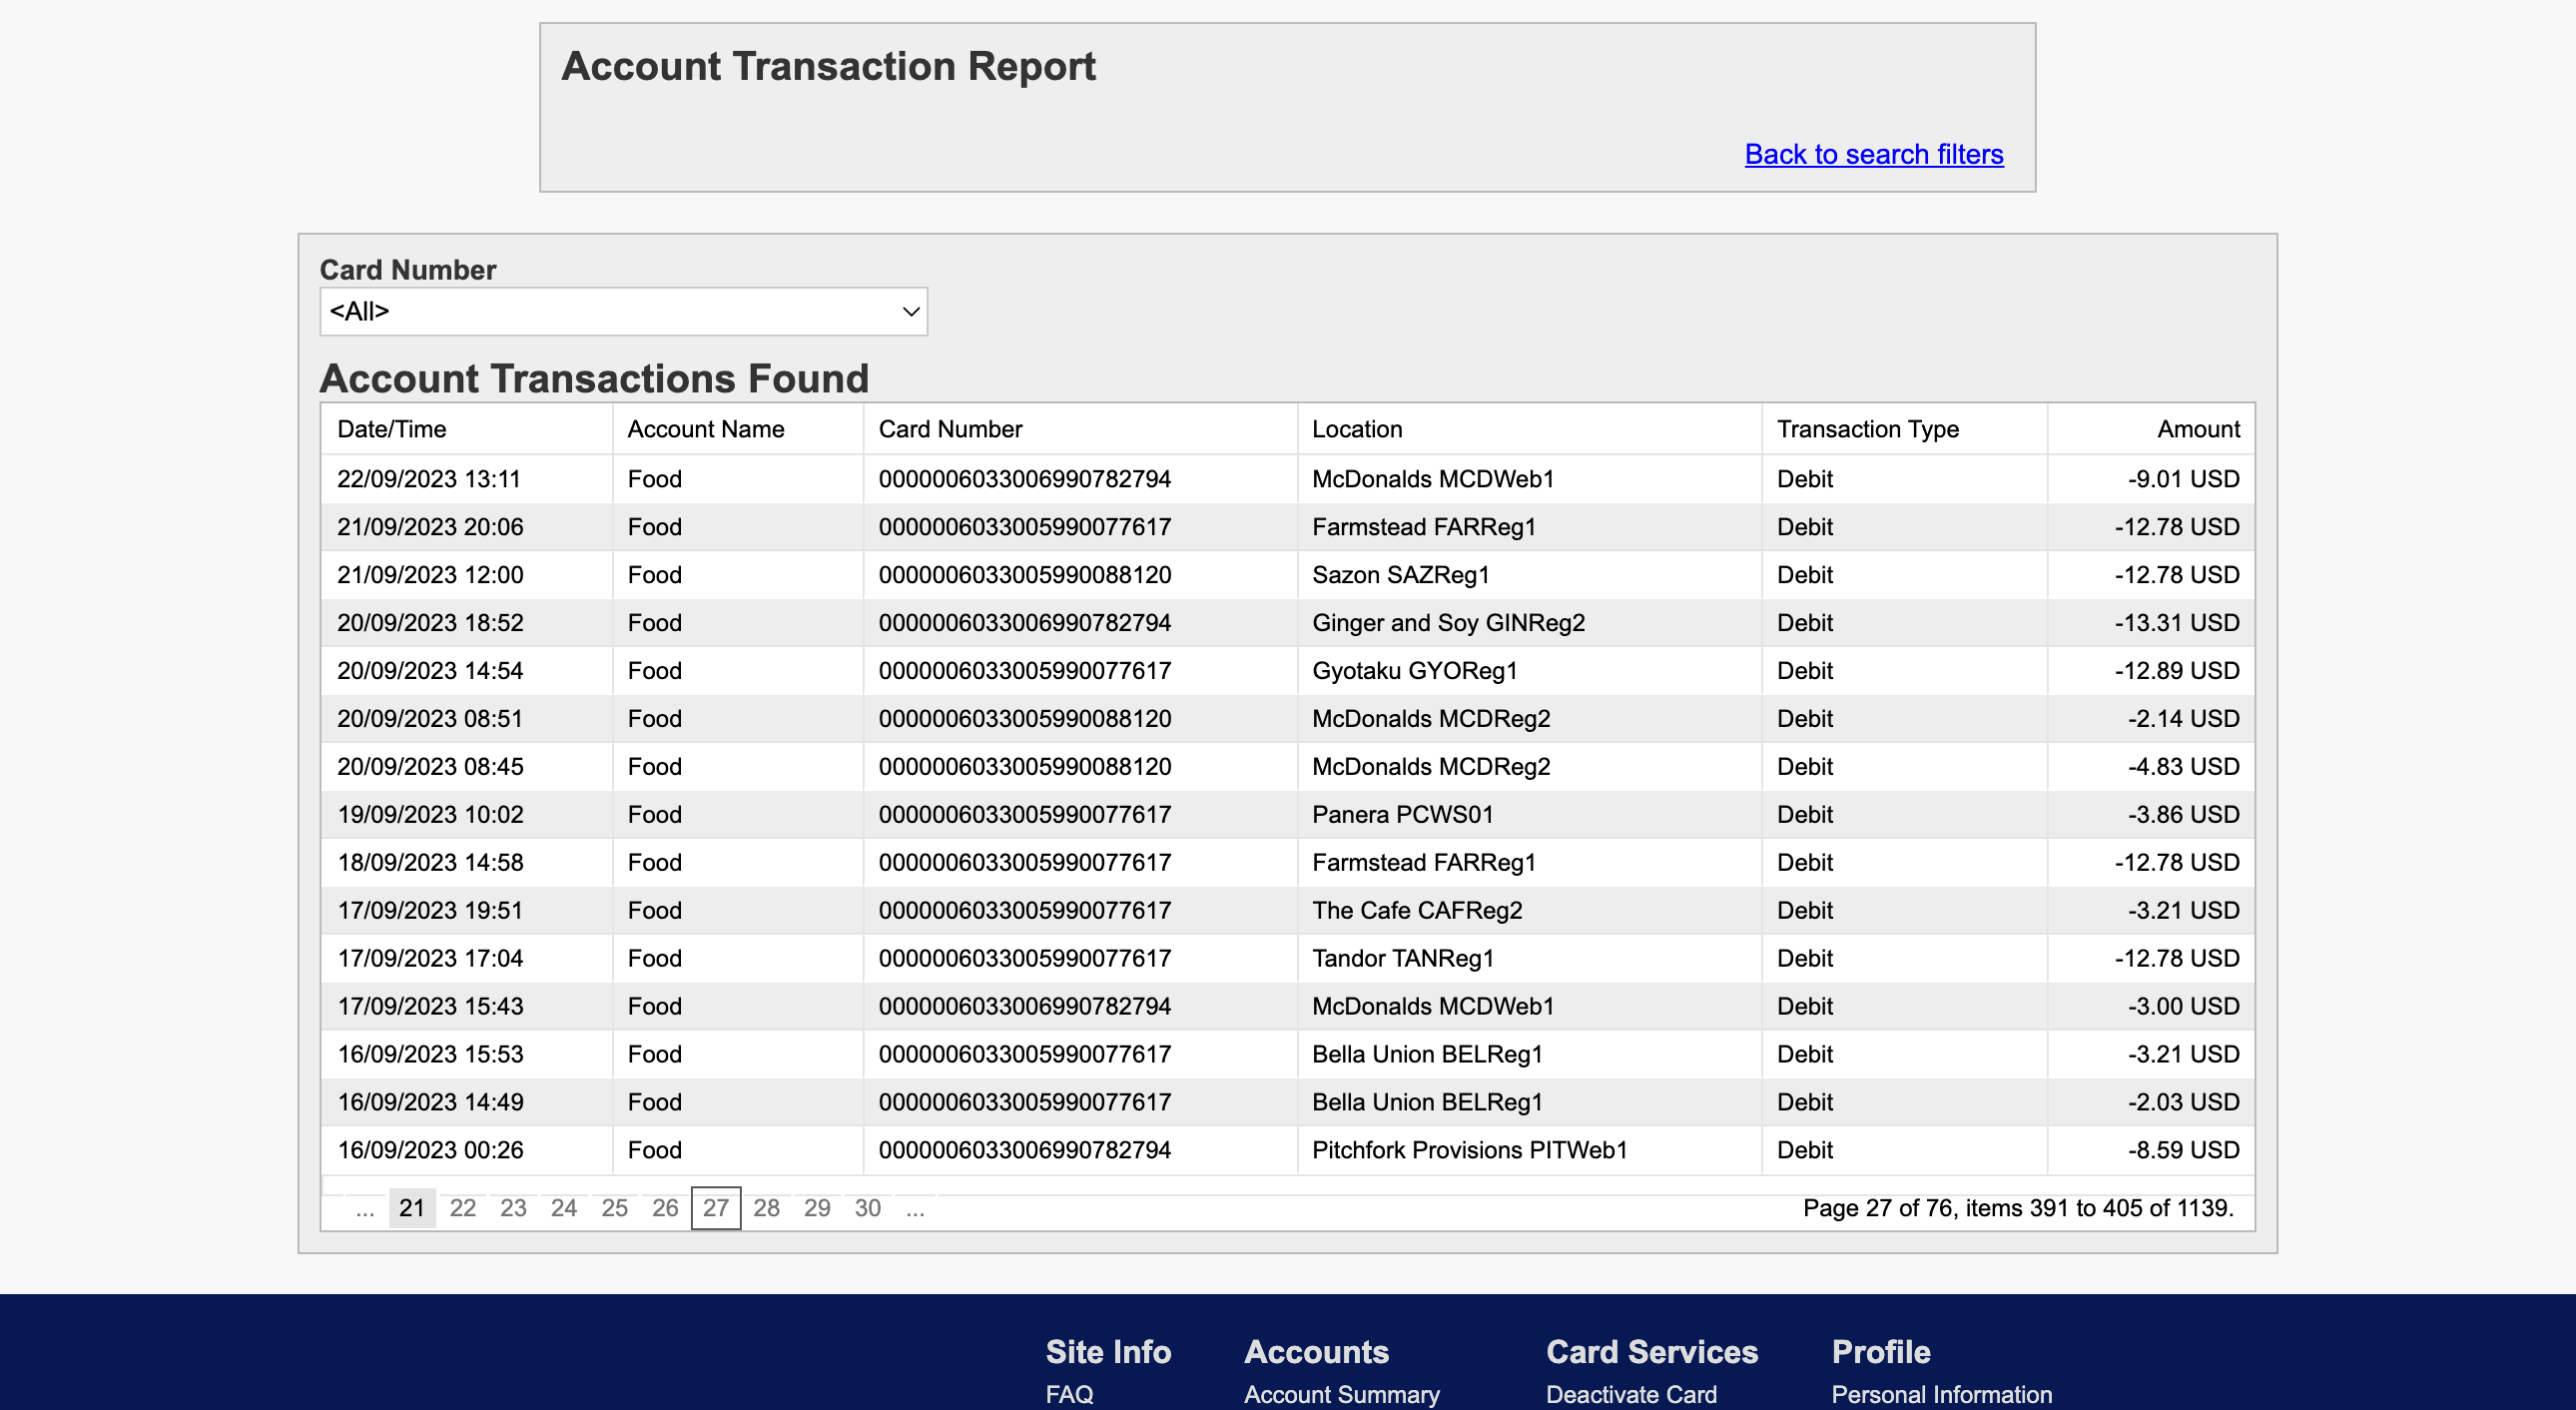 Account Transaction Report
Back to search filters
Card Number
<All>
Account Transactions Found
Date/Time Account Name Card Number Location Transaction Type Amount
22/09/2023 13:11 Food 0000006033006990782794 McDonalds MCDWeb1 Debit -9.01 USD
21/09/2023 20:06 Food 0000006033005990077617 Farmstead FARReg1 Debit -12.78 USD
21/09/2023 12:00 Food 0000006033005990088120 Sazon SAZReg1 Debit -12.78 USD
20/09/2023 18:52 Food 0000006033006990782794 Ginger and Soy GINReg2 Debit -13.31 USD
20/09/2023 14:54 Food 0000006033005990077617 Gyotaku GYOReg1 Debit -12.89 USD
20/09/2023 08:51 Food 0000006033005990088120 McDonalds MCDReg2 Debit -2.14 USD
20/09/2023 08:45 Food 0000006033005990088120 McDonalds MCDReg2 Debit -4.83 USD
19/09/2023 10:02 Food 0000006033005990077617 Panera PCWS01 Debit -3.86 USD
18/09/2023 14:58 Food 0000006033005990077617 Farmstead FARReg1 Debit -12.78 USD
17/09/2023 19:51 Food 0000006033005990077617 The Cafe CAFReg2 Debit -3.21 USD
17/09/2023 17:04 Food 0000006033005990077617 Tandor TANReg1 Debit -12.78 USD
17/09/2023 15:43 Food 0000006033006990782794 McDonalds MCDWeb1 Debit -3.00 USD
16/09/2023 15:53 Food 0000006033005990077617 Bella Union BELReg1 Debit -3.21 USD
16/09/2023 14:49 Food 0000006033005990077617 Bella Union BELReg1 Debit -2.03 USD
16/09/2023 00:26 Food 0000006033006990782794 Pitchfork Provisions PITWeb1 Debit -8.59 USD
... 21 22 23 24 25 26 27 28 29 30 ... Page 27 of 76, items 391 to 405 of 1139.
Site Info Accounts Card Services Profile
FAQ Account Summary Deactivate Card Personal Information